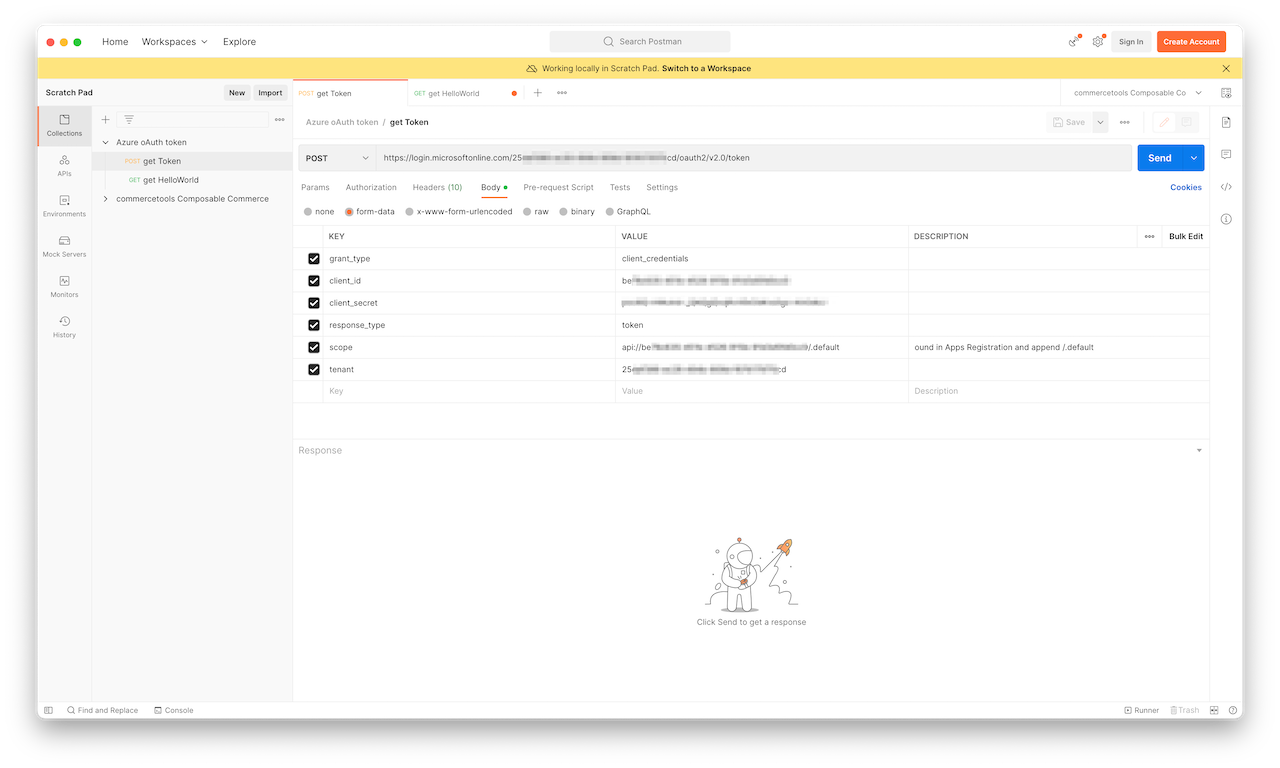 Home Workspaces Explore Search Postman Sign In Create Account
Working locally in Scratch Pad. Switch to a Workspace
Scratch Pad New Import
POST get Token GET get HelloWorld commercetools Composable Co
Collections
APIs
Environments
Mock Servers
Monitors
History
Azure oAuth token
POST get Token
GET get HelloWorld
commercetools Composable Commerce
Azure oAuth token / get Token Save
POST https://login.microsoftonline.com/25 cd/oauth2/v2.0/token Send
Params Authorization Headers (10) Body Pre-request Script Tests Settings Cookies
none form-data x-www-form-urlencoded raw binary GraphQL
KEY VALUE DESCRIPTION Bulk Edit
grant_type client_credentials
client_id be
client_secret
response_type token
scope api://be /.default ound in Apps Registration and append /.default
tenant 25 cd
Key Value Description
Response
Click Send to get a response
Find and Replace Console Runner Trash